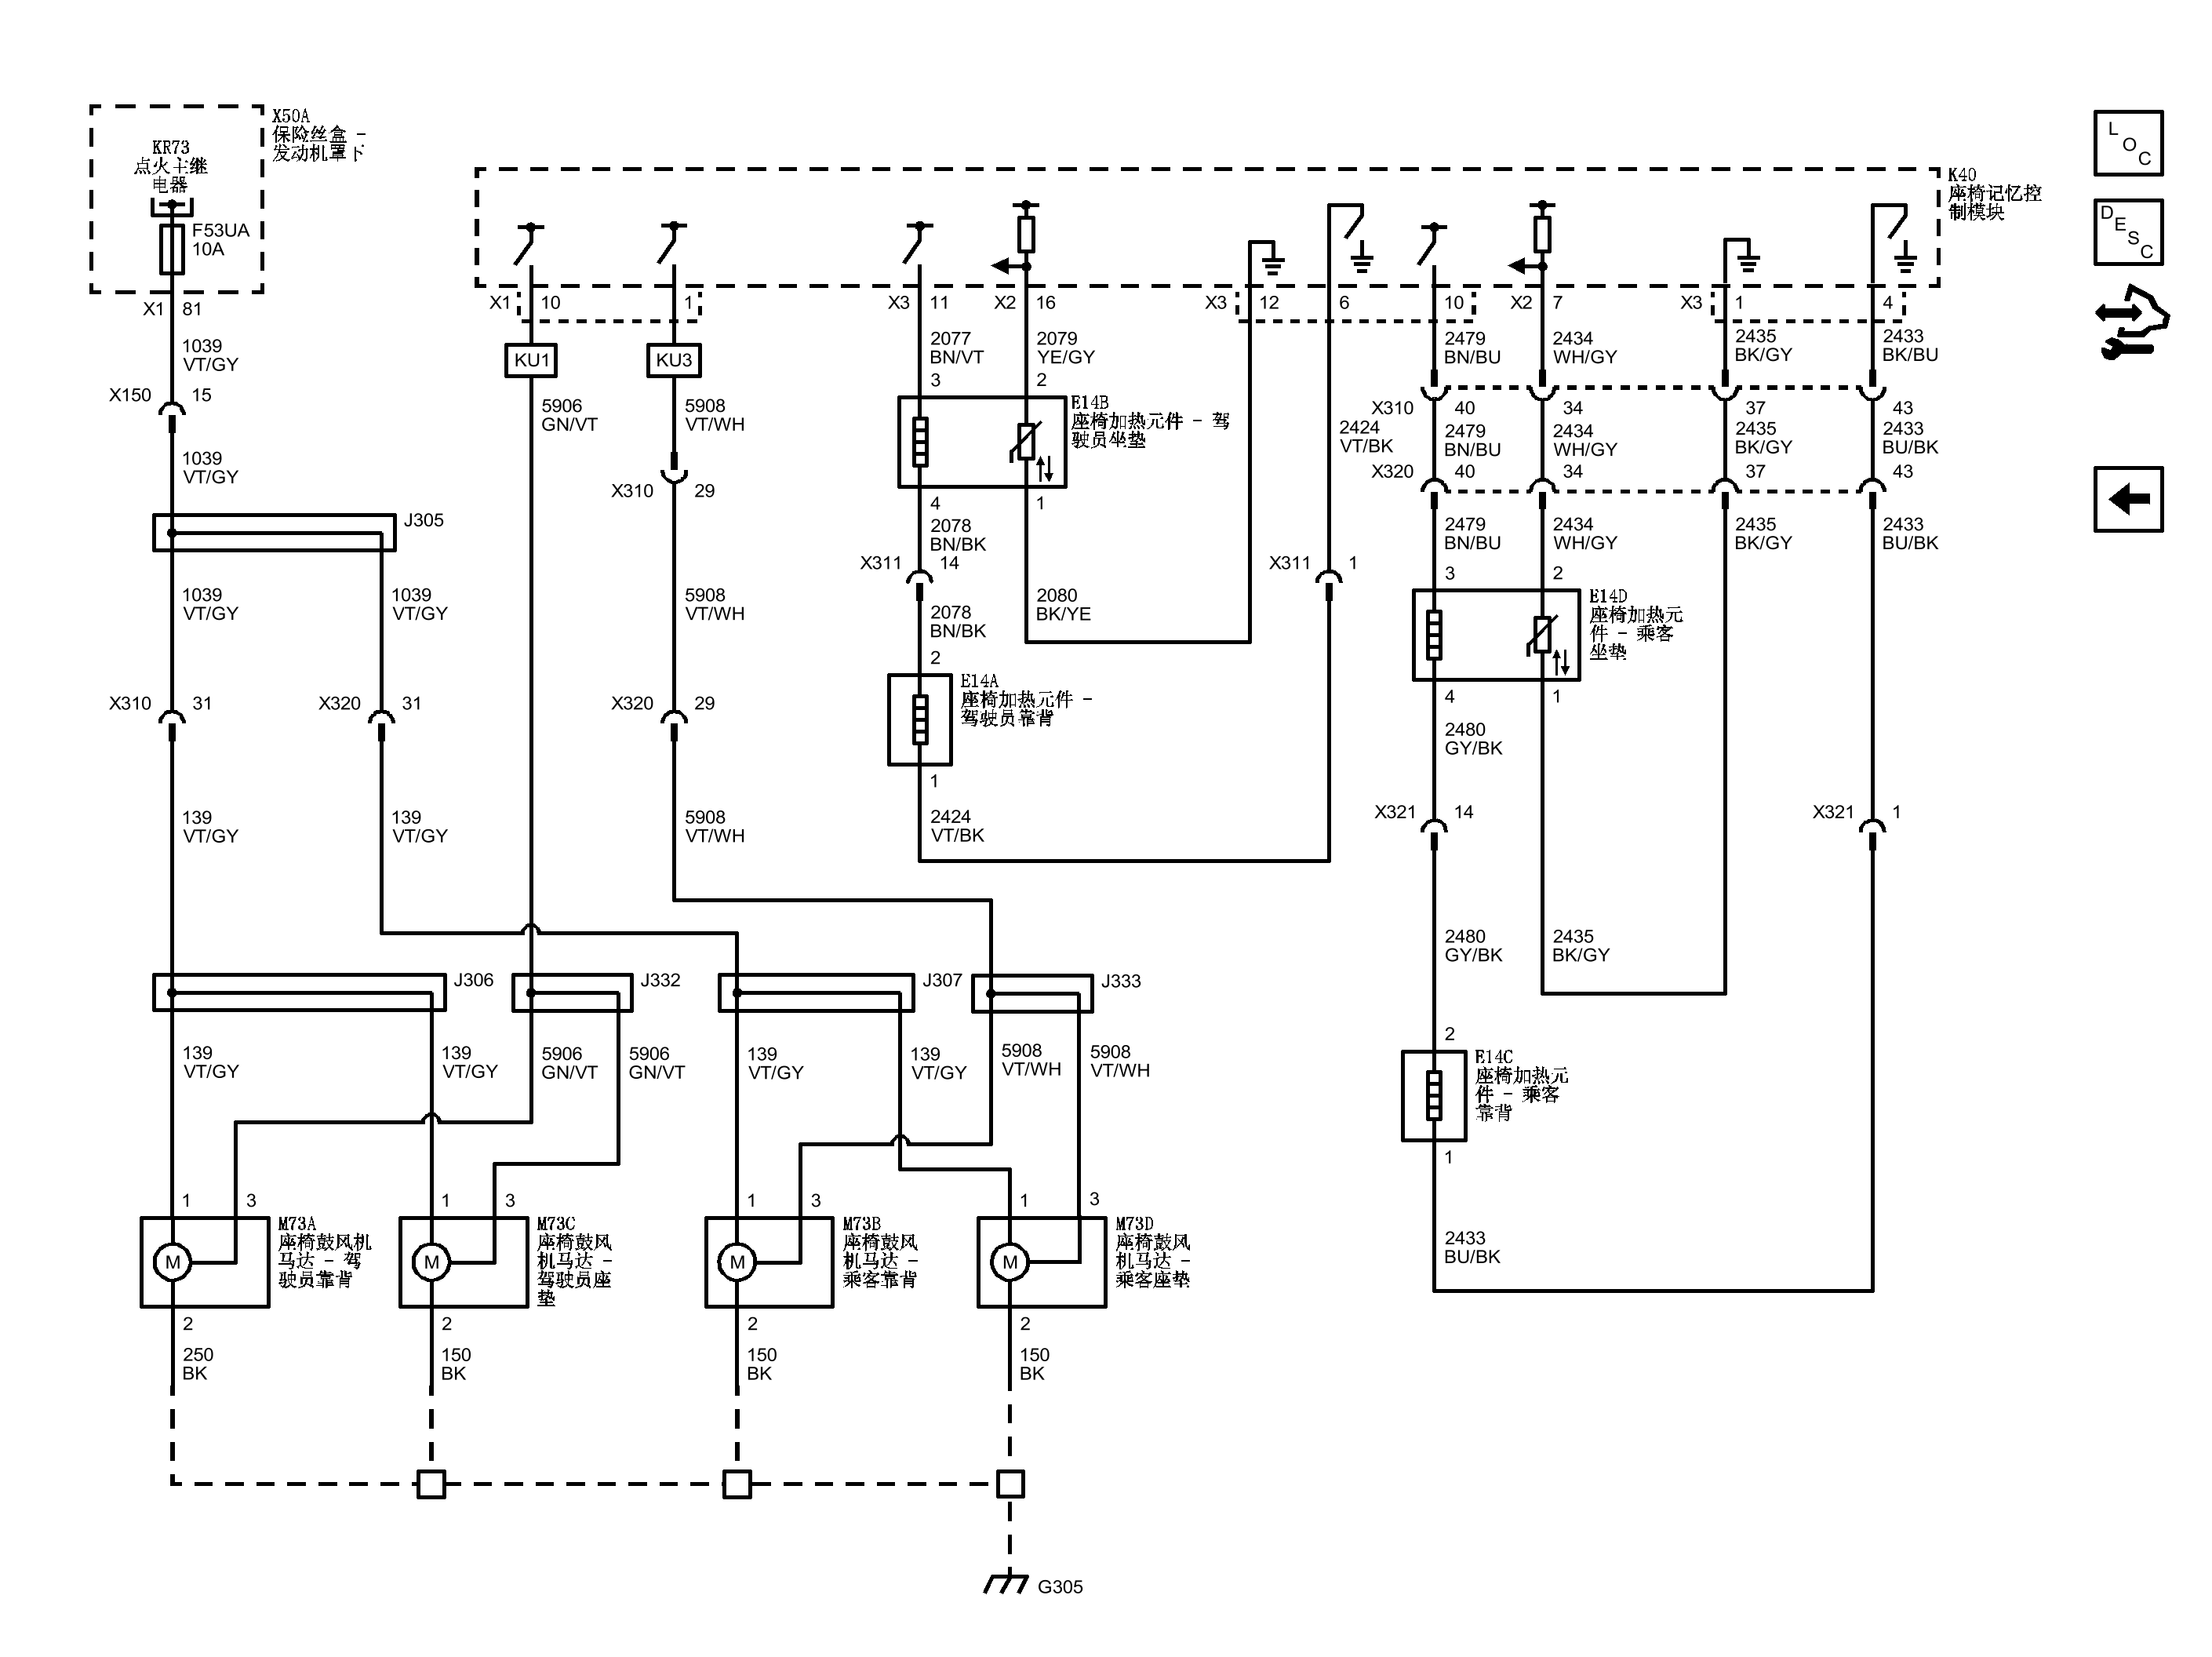 X50A
保险丝盒 -
发动机罩下
KR73
点火主继
电器
F53UA
10A
X1 81
1039
VT/GY
X150 15
1039
VT/GY
J305
1039
VT/GY
1039
VT/GY
X310 31
X320 31
139
VT/GY
139
VT/GY
K40
座椅记忆控
制模块
X1 10
1
X3 11
X2 16
X3 12
6
10
X2 7
X3 1
4
KU1
KU3
5906
GN/VT
5908
VT/WH
X310 29
5908
VT/WH
X320 29
5908
VT/WH
2077
BN/VT
2079
YE/GY
3
2
E14B
座椅加热元件 - 驾
驶员坐垫
4
1
2078
BN/BK
X311 14
2078
BN/BK
2080
BK/YE
2
E14A
座椅加热元件 -
驾驶员靠背
1
2424
VT/BK
2424
VT/BK
X311 1
2479
BN/BU
2434
WH/GY
2435
BK/GY
2433
BK/BU
X310 40
34
37
43
2479
BN/BU
2434
WH/GY
2435
BK/GY
2433
BU/BK
X320 40
34
37
43
2479
BN/BU
2434
WH/GY
2435
BK/GY
2433
BU/BK
3
2
E14D
座椅加热元
件 - 乘客
坐垫
4
1
2480
GY/BK
X321 14
X321 1
2480
GY/BK
2435
BK/GY
2
E14C
座椅加热元
件 - 乘客
靠背
1
2433
BU/BK
J306
J332
J307
J333
139
VT/GY
139
VT/GY
5906
GN/VT
5906
GN/VT
139
VT/GY
139
VT/GY
5908
VT/WH
5908
VT/WH
1 3
1 3
1 3
1 3
M
M73A
座椅鼓风机
马达 - 驾
驶员靠背
M
M73C
座椅鼓风
机马达 -
驾驶员座
垫
M
M73B
座椅鼓风
机马达 -
乘客靠背
M
M73D
座椅鼓风
机马达 -
乘客座垫
2
2
2
2
250
BK
150
BK
150
BK
150
BK
G305
LOC
DESC